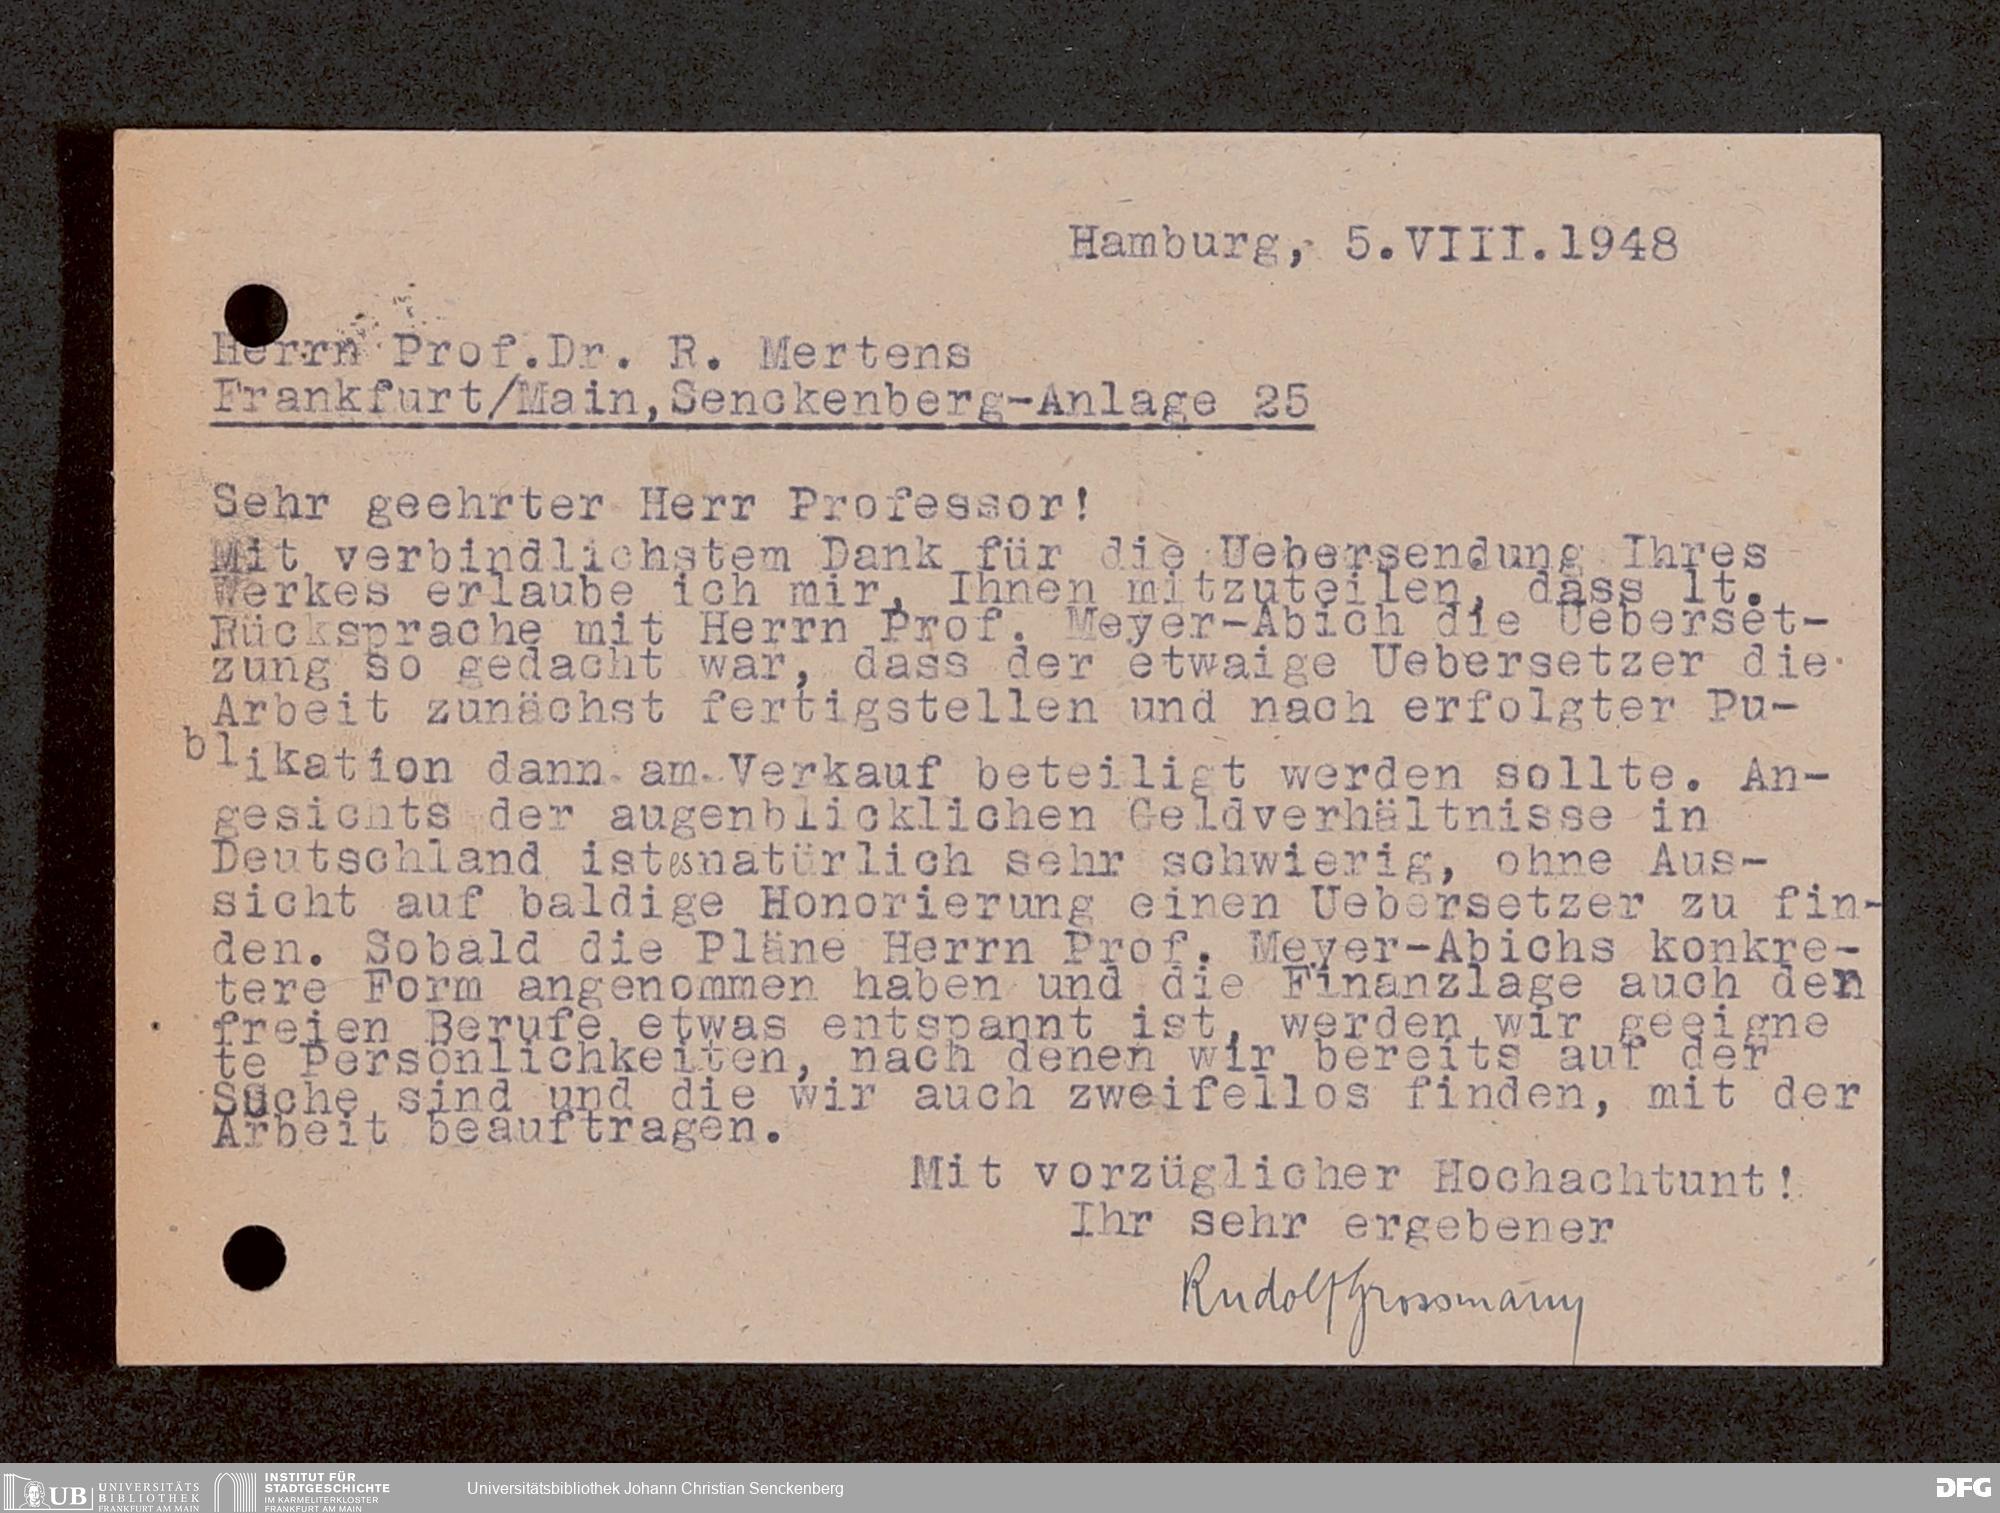 Hamburg, 5.VIII.1948
Herrn Prof.Dr. R. Mertens
Frankfurt/Main,Senckenberg-Anlage 25
Sehr geehrter Herr Professor!
Mit verbindlichstem Dank für die Uebersendung Ihres
Werkes erlaube ich mir, Ihnen mitzuteilen, dass lt.
Rücksprache mit Herrn Prof. Meyer-Abich die Ueberset-
zung so gedacht war, dass der etwaige Uebersetzer die
Arbeit zunächst fertigstellen und nach erfolgter Pu-
blikation dann am Verkauf beteiligt werden sollte. An-
gesichts der augenblicklichen Geldverhältnisse in
Deutschland ist es natürlich sehr schwierig, ohne Aus-
sicht auf baldige Honorierung einen Uebersetzer zu fin-
den. Sobald die Pläne Herrn Prof. Meyer-Abichs konkre-
tere Form angenommen haben und die Finanzlage auch den
freien Berufe etwas entspannt ist, werden wir geeigne
te Persönlichkeiten, nach denen wir bereits auf der
Suche sind und die wir auch zweifellos finden, mit der
Arbeit beauftragen.
Mit vorzüglicher Hochachtunt!
Ihr sehr ergebener
Rudolf Grossmann
UB UNIVERSITÄTS
BIBLIOTHEK
FRANKFURT AM MAIN
INSTITUT FÜR
STADTGESCHICHTE
IM KARMELITERKLOSTER
FRANKFURT AM MAIN
Universitätsbibliothek Johann Christian Senckenberg
DFG